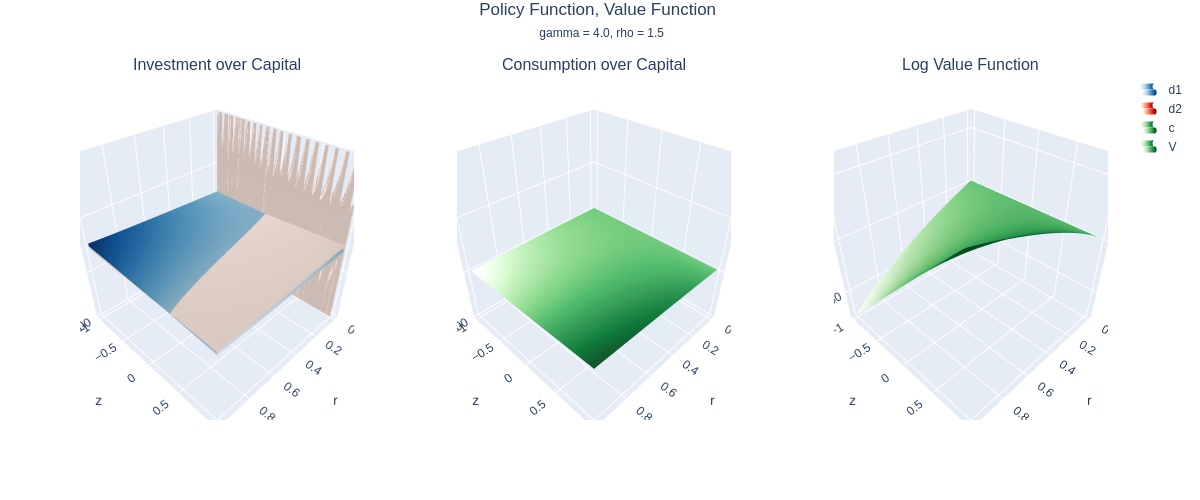 Policy Function, Value Function
gamma = 4.0, rho = 1.5
Investment over Capital
Consumption over Capital
Log Value Function
d1
d2
c
V
−0.5
0
0.5
z
0.2
0.4
0.6
0.8
r
−0.5
0
0.5
z
0.2
0.4
0.6
0.8
r
−1
−0.5
0
0.5
z
0.2
0.4
0.6
0.8
r